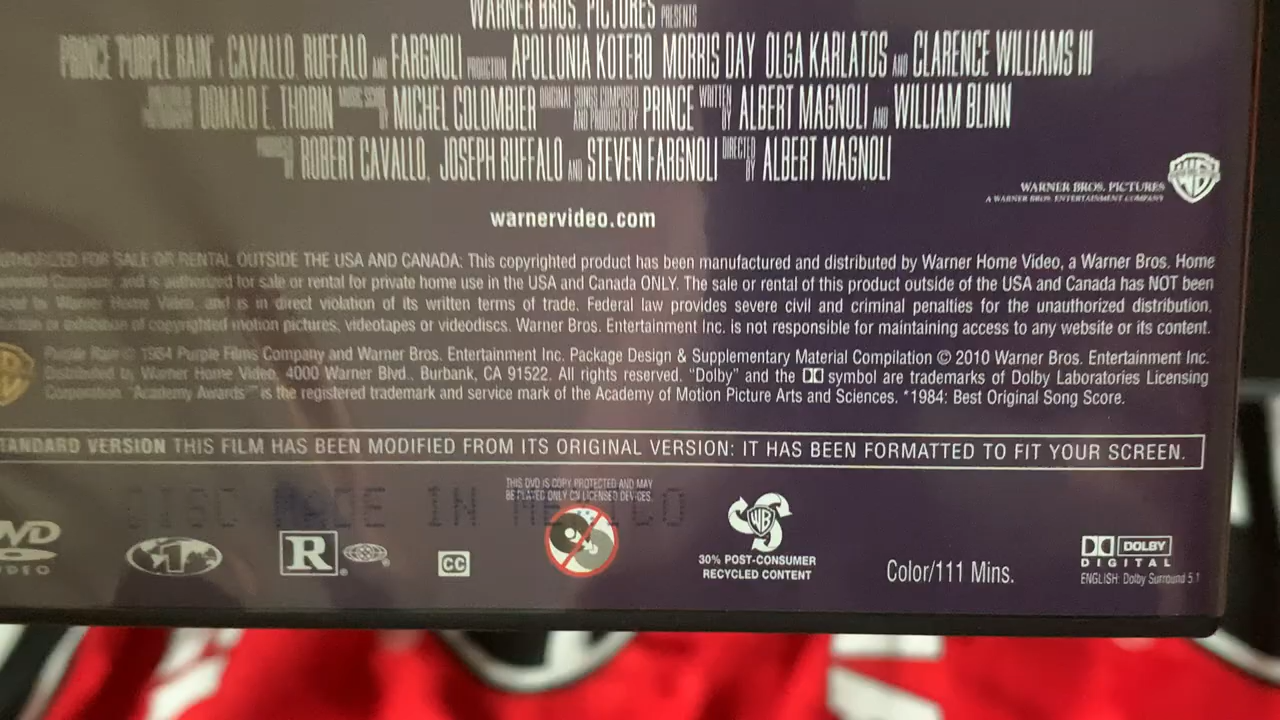 WARNER BROS. PICTURES PRESENTS
PRINCE "PURPLE RAIN" A CAVALLO, RUFFALO AND FARGNOLI PRODUCTION APOLLONIA KOTERO MORRIS DAY OLGA KARLATOS AND CLARENCE WILLIAMS III
DONALD E. THORIN MICHEL COLOMBIER ORIGINAL SONGS COMPOSED AND PRODUCED BY PRINCE WRITTEN BY ALBERT MAGNOLI AND WILLIAM BLINN
ROBERT CAVALLO, JOSEPH RUFFALO AND STEVEN FARGNOLI DIRECTED BY ALBERT MAGNOLI
WB
WARNER BROS. PICTURES
A WARNER BROS. ENTERTAINMENT COMPANY
warnervideo.com
FOR SALE OR RENTAL OUTSIDE THE USA AND CANADA: This copyrighted product has been manufactured and distributed by Warner Home Video, a Warner Bros. Home
Company, and is authorized for sale or rental for private home use in the USA and Canada ONLY. The sale or rental of this product outside of the USA and Canada has NOT been
by Warner Home Video, and is in direct violation of its written terms of trade. Federal law provides severe civil and criminal penalties for the unauthorized distribution,
or exhibition of copyrighted motion pictures, videotapes or videodiscs. Warner Bros. Entertainment Inc. is not responsible for maintaining access to any website or its content.
Purple Rain © 1984 Purple Films Company and Warner Bros. Entertainment Inc. Package Design & Supplementary Material Compilation © 2010 Warner Bros. Entertainment Inc.
Distributed by Warner Home Video, 4000 Warner Blvd., Burbank, CA 91522. All rights reserved. "Dolby" and the symbol are trademarks of Dolby Laboratories Licensing
Corporation. "Academy Awards" is the registered trademark and service mark of the Academy of Motion Picture Arts and Sciences. *1984: Best Original Song Score.
STANDARD VERSION THIS FILM HAS BEEN MODIFIED FROM ITS ORIGINAL VERSION: IT HAS BEEN FORMATTED TO FIT YOUR SCREEN.
THIS DVD IS COPY PROTECTED AND MAY
BE PLAYED ONLY ON LICENSED DEVICES.
DISC MADE IN MEXICO
DVD
VIDEO
1
R
CC
WB
30% POST-CONSUMER
RECYCLED CONTENT
Color/111 Mins.
DOLBY
DIGITAL
ENGLISH: Dolby Surround 5.1